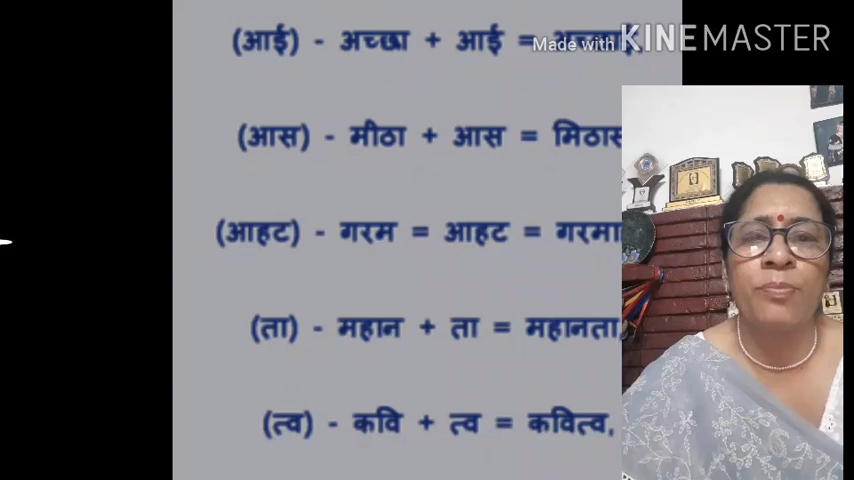 (आई) - अच्छा + आई =
Made with KINEMASTER
(आस) - मीठा + आस = मिठास
(आहट) - गरम = आहट = गरमा
(ता) - महान + ता = महानता,
(त्व) - कवि + त्व = कवित्व,